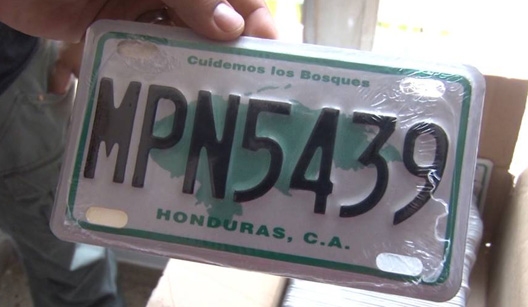 Cuidemos los Bosques
MPN5439
HONDURAS, C.A.